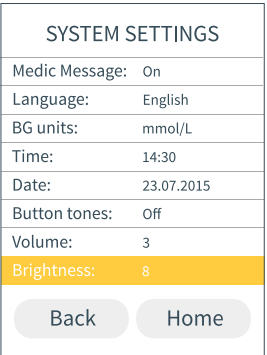 SYSTEM SETTINGS
Medic Message: On
Language: English
BG units: mmol/L
Time: 14:30
Date: 23.07.2015
Button tones: Off
Volume: 3
Brightness: 8
Back Home